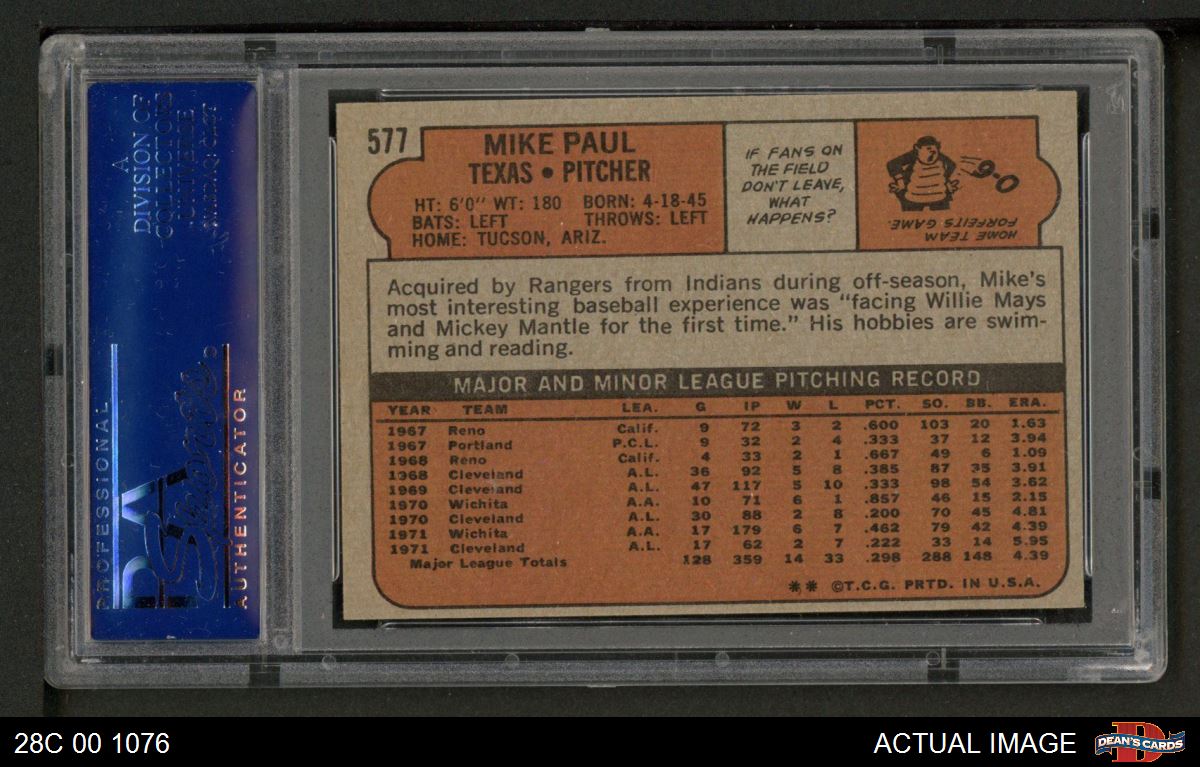 A
DIVISION OF
COLLECTORS
UNIVERSE
NASDAQ: CLCT
PROFESSIONAL
PSA
AUTHENTICATOR
577
MIKE PAUL
TEXAS • PITCHER
HT: 6'0" WT: 180 BORN: 4-18-45
BATS: LEFT THROWS: LEFT
HOME: TUCSON, ARIZ.
IF FANS ON
THE FIELD
DON'T LEAVE,
WHAT
HAPPENS?
9-0
HOME TEAM
FORFEITS GAME.
Acquired by Rangers from Indians during off-season, Mike's
most interesting baseball experience was "facing Willie Mays
and Mickey Mantle for the first time." His hobbies are swim-
ming and reading.
MAJOR AND MINOR LEAGUE PITCHING RECORD
YEAR TEAM LEA. G IP W L PCT. SO. BB. ERA.
1967 Reno Calif. 9 72 3 2 .600 103 20 1.63
1967 Portland P.C.L. 9 32 2 4 .333 37 12 3.94
1968 Reno Calif. 4 33 2 1 .667 49 6 1.09
1968 Cleveland A.L. 36 92 5 8 .385 87 35 3.91
1969 Cleveland A.L. 47 117 5 10 .333 98 54 3.62
1970 Wichita A.A. 10 71 6 1 .857 46 15 2.15
1970 Cleveland A.L. 30 88 2 8 .200 70 45 4.81
1971 Wichita A.A. 17 179 6 7 .462 79 42 4.39
1971 Cleveland A.L. 17 62 2 7 .222 33 14 5.95
Major League Totals 128 359 14 33 .298 288 148 4.39
** ©T.C.G. PRTD. IN U.S.A.
28C 00 1076
ACTUAL IMAGE
DEAN'S CARDS